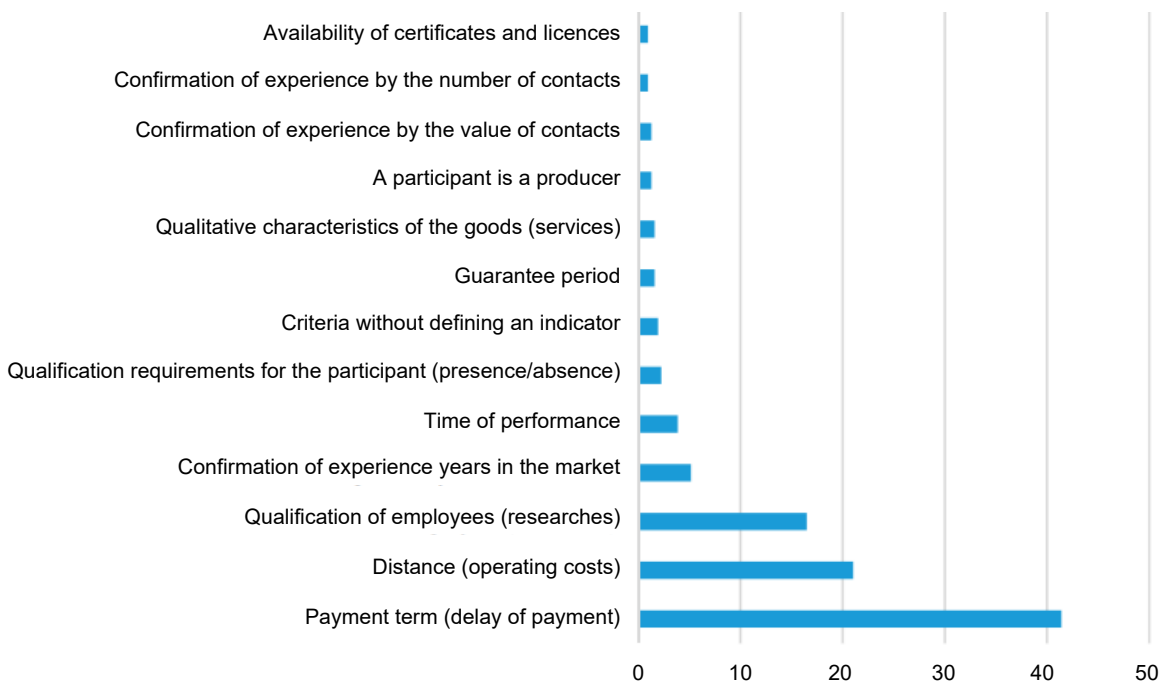 Availability of certificates and licences
Confirmation of experience by the number of contacts
Confirmation of experience by the value of contacts
A participant is a producer
Qualitative characteristics of the goods (services)
Guarantee period
Criteria without defining an indicator
Qualification requirements for the participant (presence/absence)
Time of performance
Confirmation of experience years in the market
Qualification of employees (researches)
Distance (operating costs)
Payment term (delay of payment)
0 10 20 30 40 50